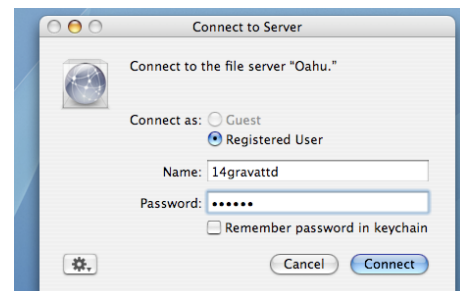 Connect to Server
Connect to the file server "Oahu."
Connect as: Guest
Registered User
Name: 14gravattd
Password: ••••••
Remember password in keychain
Cancel Connect